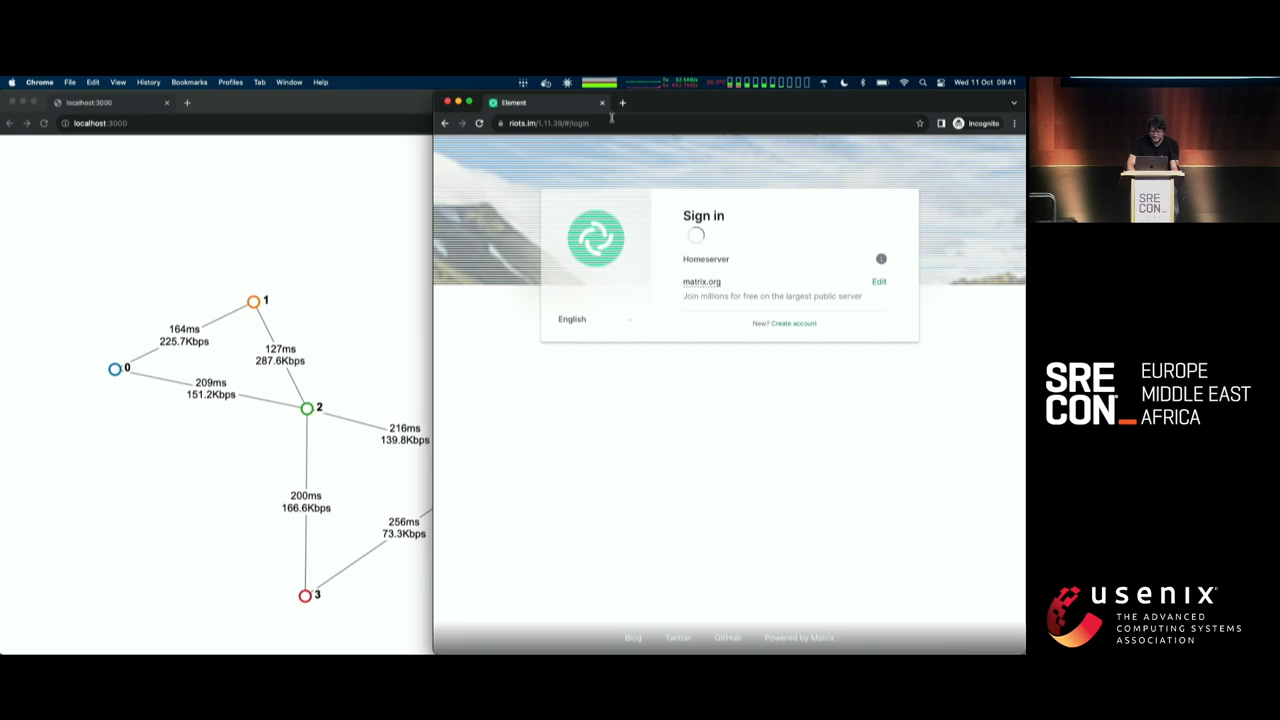 Chrome File Edit View History Bookmarks Profiles Tab Window Help
Wed 11 Oct 09:41
localhost:3000
Element
localhost:3000
riots.im/1.11.39/#/login
Incognito
Sign in
Homeserver
matrix.org
Edit
Join millions for free on the largest public server
English
New? Create account
1
164ms
225.7Kbps
127ms
287.6Kbps
0
209ms
151.2Kbps
2
216ms
139.8Kbps
200ms
166.6Kbps
256ms
73.3Kbps
3
Blog Twitter GitHub Powered by Matrix
SRE
CON_
SRE
CON_
EUROPE
MIDDLE EAST
AFRICA
usenix
THE ADVANCED
COMPUTING SYSTEMS
ASSOCIATION